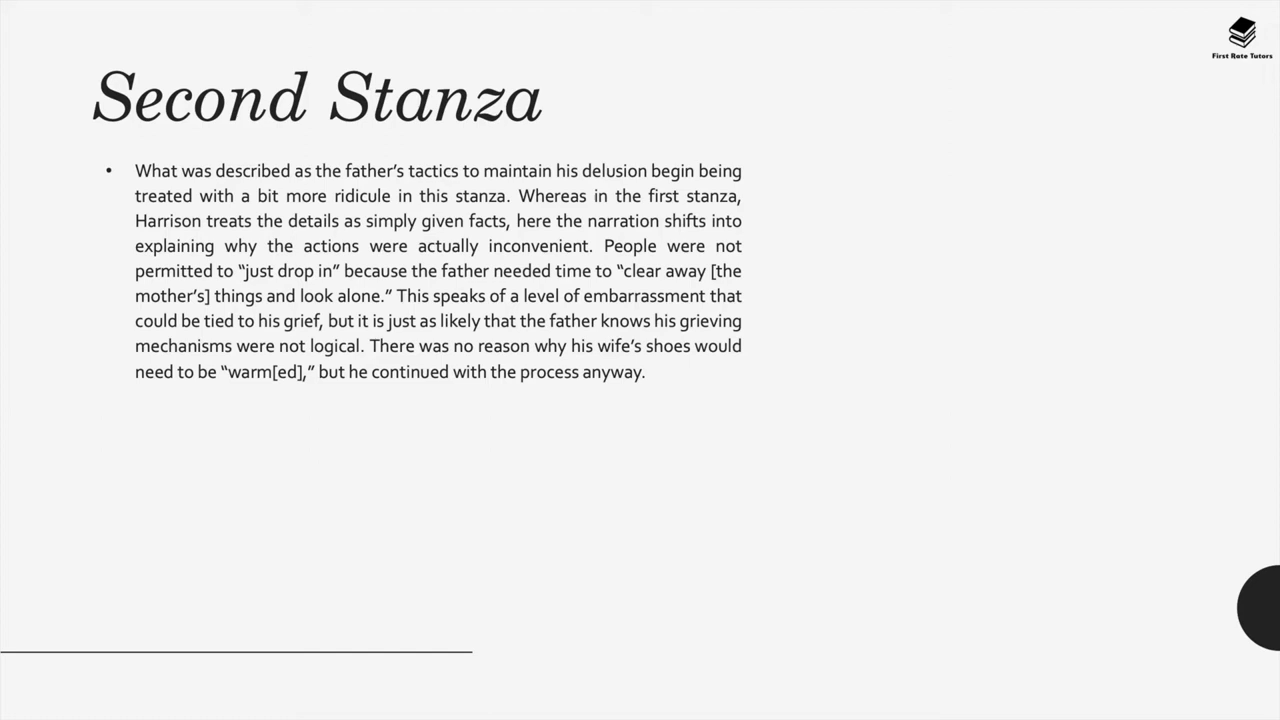 First Rate Tutors
Second Stanza
• What was described as the father’s tactics to maintain his delusion begin being
treated with a bit more ridicule in this stanza. Whereas in the first stanza,
Harrison treats the details as simply given facts, here the narration shifts into
explaining why the actions were actually inconvenient. People were not
permitted to “just drop in” because the father needed time to “clear away [the
mother’s] things and look alone.” This speaks of a level of embarrassment that
could be tied to his grief, but it is just as likely that the father knows his grieving
mechanisms were not logical. There was no reason why his wife’s shoes would
need to be “warm[ed],” but he continued with the process anyway.